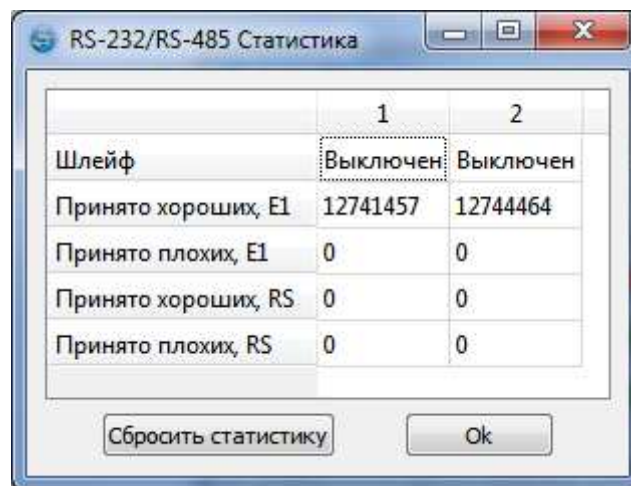 RS-232/RS-485 Статистика
1 2
Шлейф Выключен Выключен
Принято хороших, E1 12741457 12744464
Принято плохих, E1 0 0
Принято хороших, RS 0 0
Принято плохих, RS 0 0
Сбросить статистику Ok